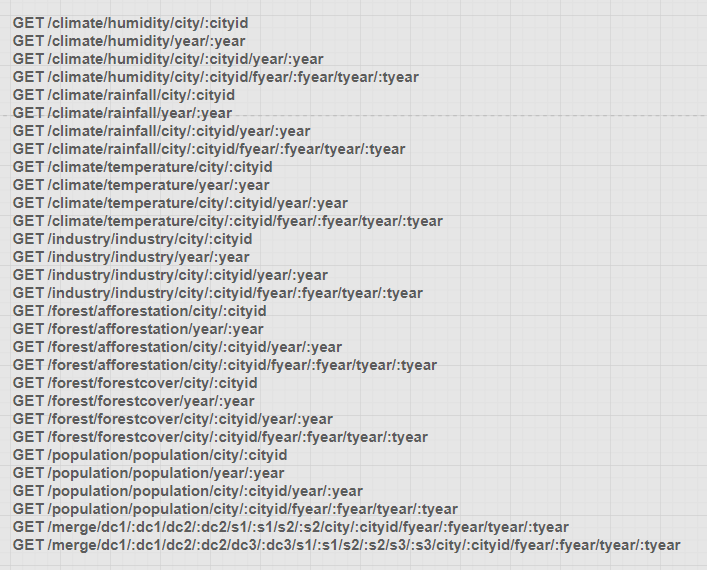 GET /climate/humidity/city/:cityid
GET /climate/humidity/year/:year
GET /climate/humidity/city/:cityid/year/:year
GET /climate/humidity/city/:cityid/fyear/:fyear/tyear/:tyear
GET /climate/rainfall/city/:cityid
GET /climate/rainfall/year/:year
GET /climate/rainfall/city/:cityid/year/:year
GET /climate/rainfall/city/:cityid/fyear/:fyear/tyear/:tyear
GET /climate/temperature/city/:cityid
GET /climate/temperature/year/:year
GET /climate/temperature/city/:cityid/year/:year
GET /climate/temperature/city/:cityid/fyear/:fyear/tyear/:tyear
GET /industry/industry/city/:cityid
GET /industry/industry/year/:year
GET /industry/industry/city/:cityid/year/:year
GET /industry/industry/city/:cityid/fyear/:fyear/tyear/:tyear
GET /forest/afforestation/city/:cityid
GET /forest/afforestation/year/:year
GET /forest/afforestation/city/:cityid/year/:year
GET /forest/afforestation/city/:cityid/fyear/:fyear/tyear/:tyear
GET /forest/forestcover/city/:cityid
GET /forest/forestcover/year/:year
GET /forest/forestcover/city/:cityid/year/:year
GET /forest/forestcover/city/:cityid/fyear/:fyear/tyear/:tyear
GET /population/population/city/:cityid
GET /population/population/year/:year
GET /population/population/city/:cityid/year/:year
GET /population/population/city/:cityid/fyear/:fyear/tyear/:tyear
GET /merge/dc1/:dc1/dc2/:dc2/s1/:s1/s2/:s2/city/:cityid/fyear/:fyear/tyear/:tyear
GET /merge/dc1/:dc1/dc2/:dc2/dc3/:dc3/s1/:s1/s2/:s2/s3/:s3/city/:cityid/fyear/:fyear/tyear/:tyear